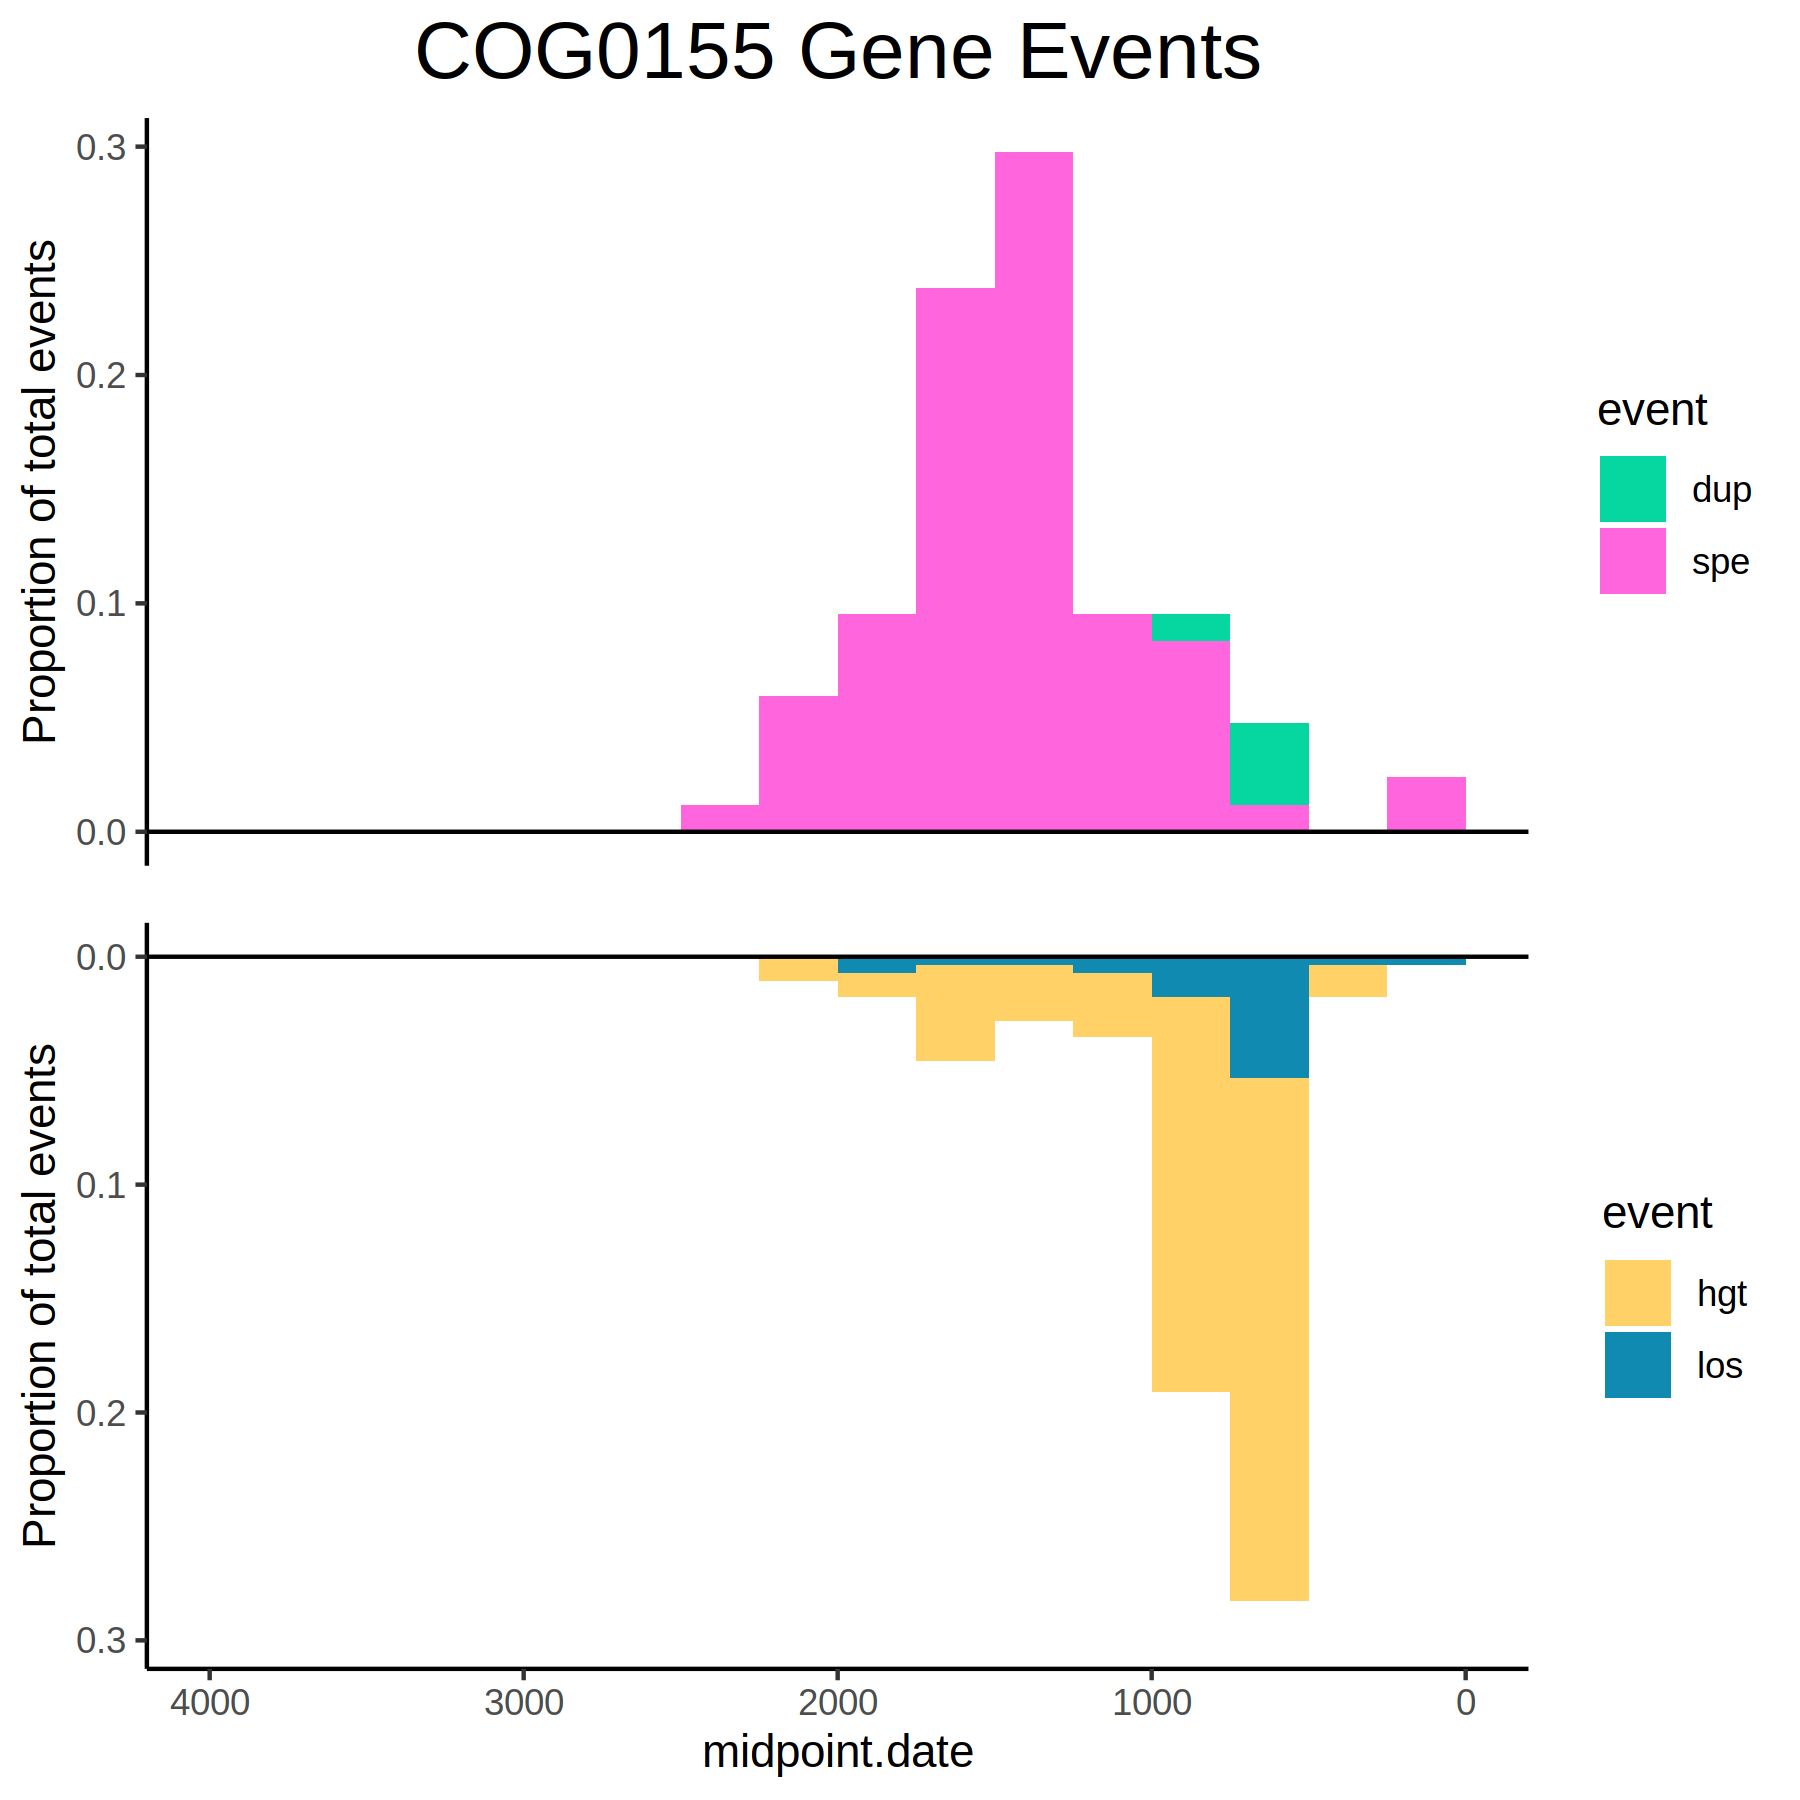 COG0155 Gene Events
Proportion of total events
0.3
0.2
0.1
0.0
event
dup
spe
Proportion of total events
0.0
0.1
0.2
0.3
event
hgt
los
4000 3000 2000 1000 0
midpoint.date